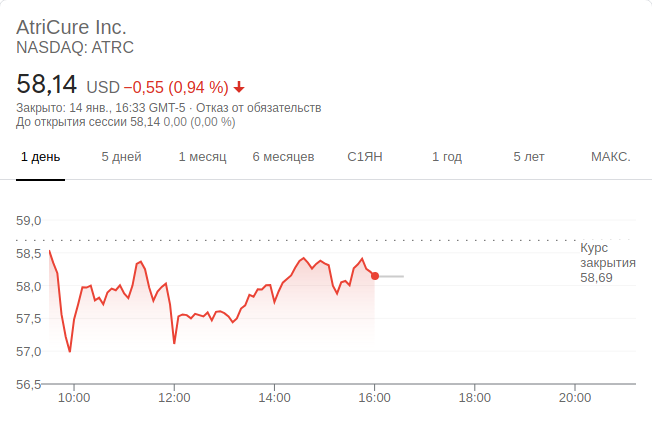 AtriCure Inc.
NASDAQ: ATRC
58,14 USD −0,55 (0,94 %)
Закрыто: 14 янв., 16:33 GMT-5 · Отказ от обязательств
До открытия сессии 58,14 0,00 (0,00 %)
1 день 5 дней 1 месяц 6 месяцев С1ЯН 1 год 5 лет МАКС.
59,0
58,5
58,0
57,5
57,0
56,5
Курс
закрытия
58,69
10:00 12:00 14:00 16:00 18:00 20:00